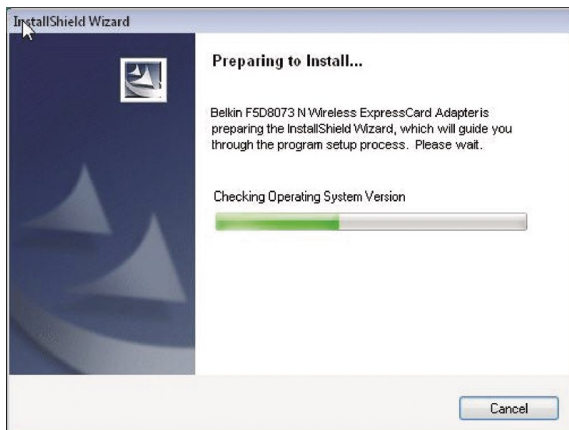 InstallShield Wizard
Preparing to Install...
Belkin F5D8073 N Wireless ExpressCard Adapteris
preparing the InstallShield Wizard, which will guide you
through the program setup process. Please wait.
Checking Operating System Version
Cancel